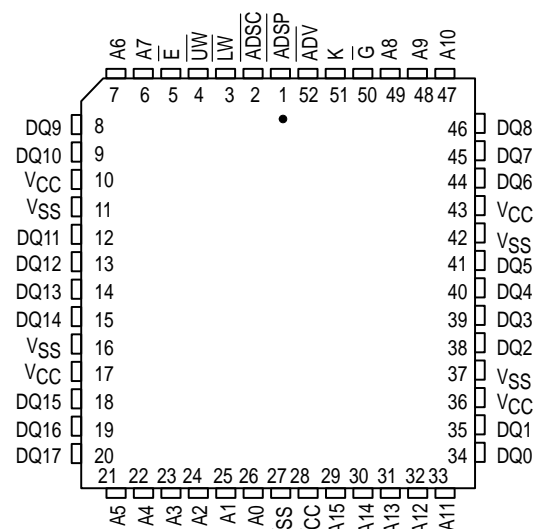 A6 A7 E UW LW ADSC ADSP ADV K G A8 A9 A10
7 6 5 4 3 2 1 52 51 50 49 48 47
DQ9 8 46 DQ8
DQ10 9 45 DQ7
VCC 10 44 DQ6
VSS 11 43 VCC
DQ11 12 42 VSS
DQ12 13 41 DQ5
DQ13 14 40 DQ4
DQ14 15 39 DQ3
VSS 16 38 DQ2
VCC 17 37 VSS
DQ15 18 36 VCC
DQ16 19 35 DQ1
DQ17 20 34 DQ0
21 22 23 24 25 26 27 28 29 30 31 32 33
A5 A4 A3 A2 A1 A0 SS CC A15 A14 A13 A12 A11